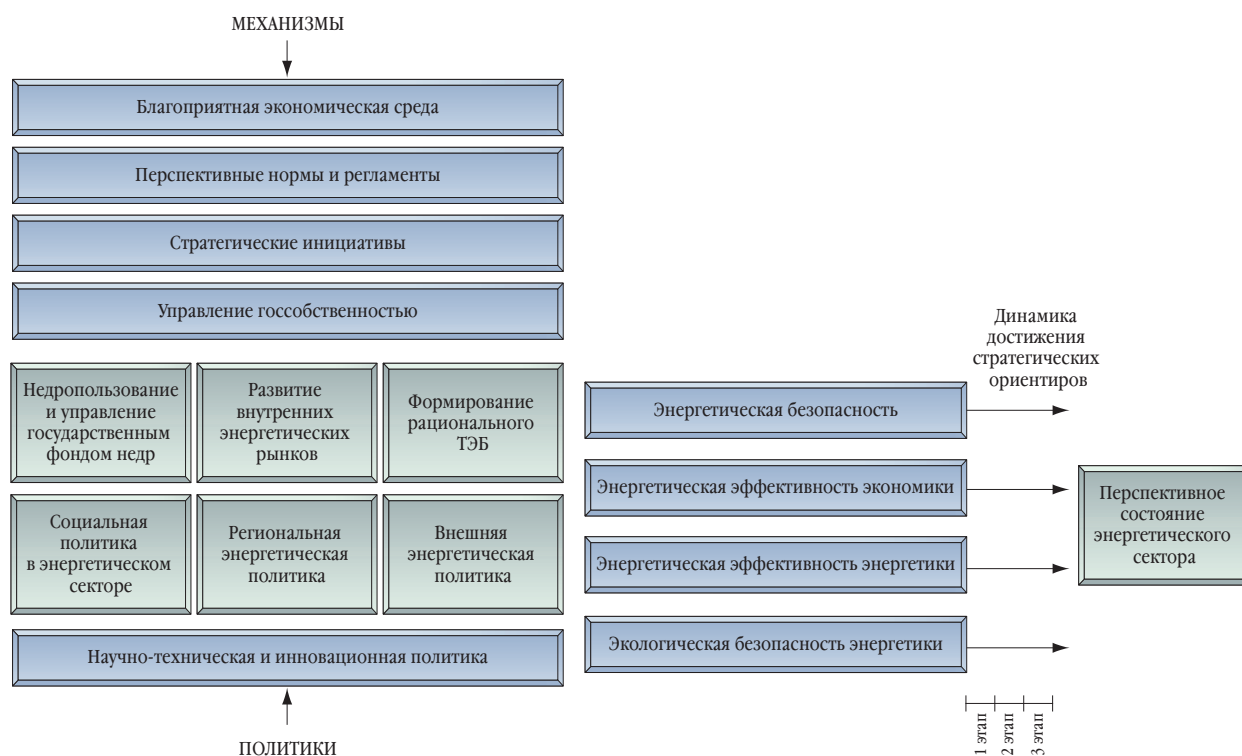 МЕХАНИЗМЫ
Благоприятная экономическая среда
Перспективные нормы и регламенты
Стратегические инициативы
Управление госсобственностью
Недропользование
и управление
государственным
фондом недр
Развитие
внутренних
энергетических
рынков
Формирование
рационального
ТЭБ
Социальная
политика
в энергетическом
секторе
Региональная
энергетическая
политика
Внешняя
энергетическая
политика
Научно-техническая и инновационная политика
ПОЛИТИКИ
Динамика
достижения
стратегических
ориентиров
Энергетическая безопасность
Энергетическая эффективность экономики
Энергетическая эффективность энергетики
Экологическая безопасность энергетики
Перспективное
состояние
энергетического
сектора
1 этап
2 этап
3 этап